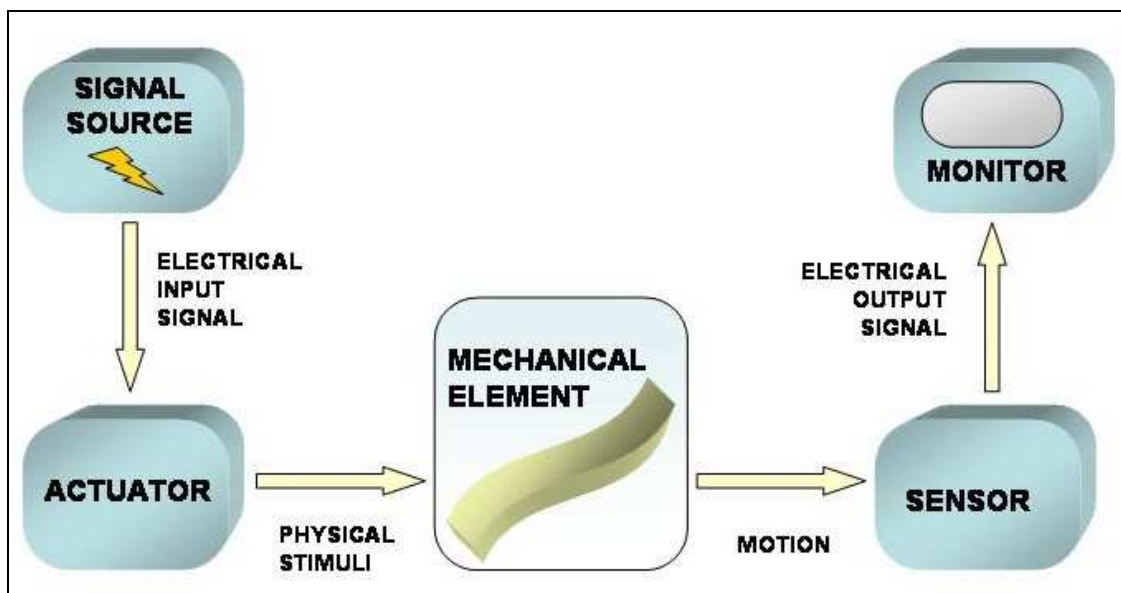 SIGNAL
SOURCE
ELECTRICAL
INPUT
SIGNAL
ACTUATOR
PHYSICAL
STIMULI
MECHANICAL
ELEMENT
MOTION
SENSOR
ELECTRICAL
OUTPUT
SIGNAL
MONITOR